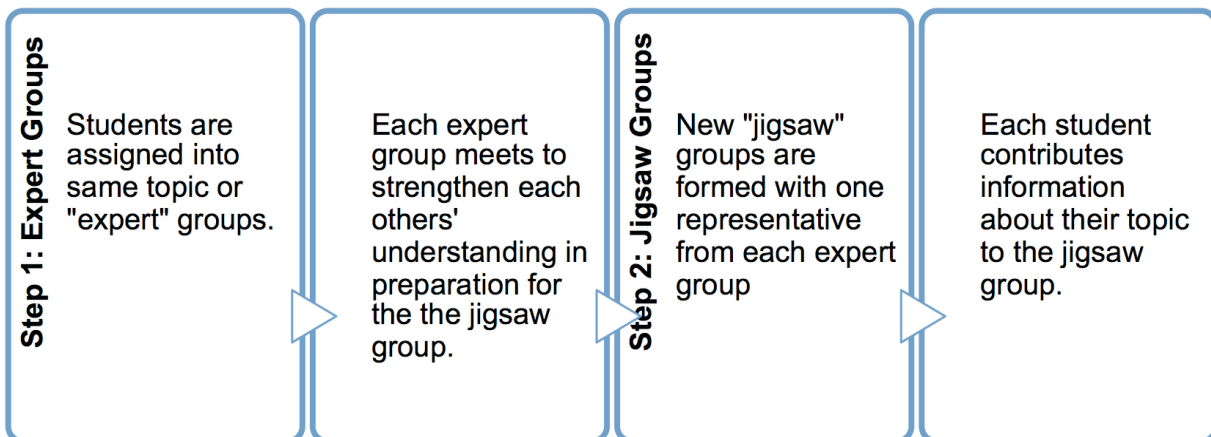 Step 1: Expert Groups
Students are
assigned into
same topic or
"expert" groups.
Each expert
group meets to
strengthen each
others'
understanding in
preparation for
the the jigsaw
group.
Step 2: Jigsaw Groups
New "jigsaw"
groups are
formed with one
representative
from each expert
group
Each student
contributes
information
about their topic
to the jigsaw
group.